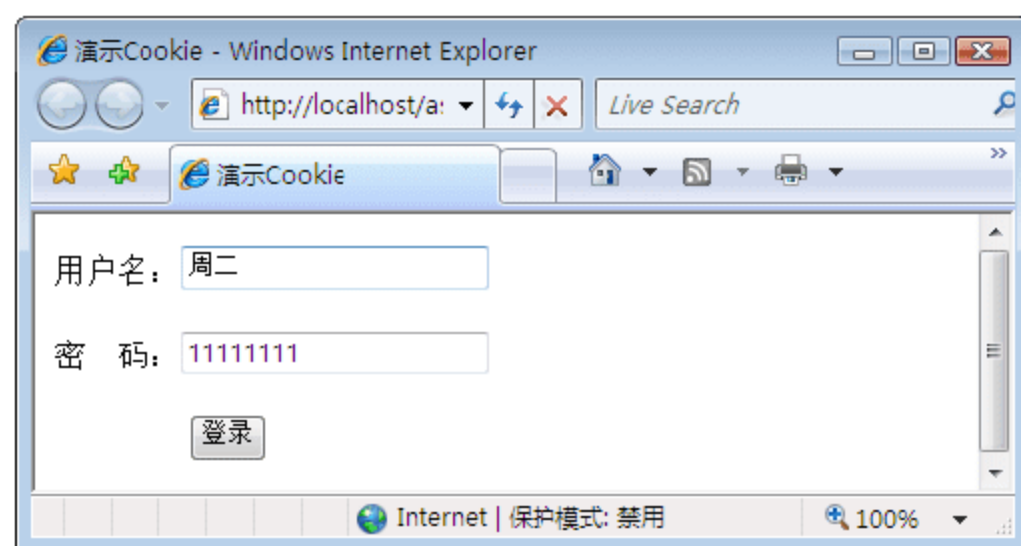 演示Cookie - Windows Internet Explorer
http://localhost/a: Live Search
演示Cookie
用户名： 周二
密 码： 11111111
登录
Internet | 保护模式: 禁用 100%